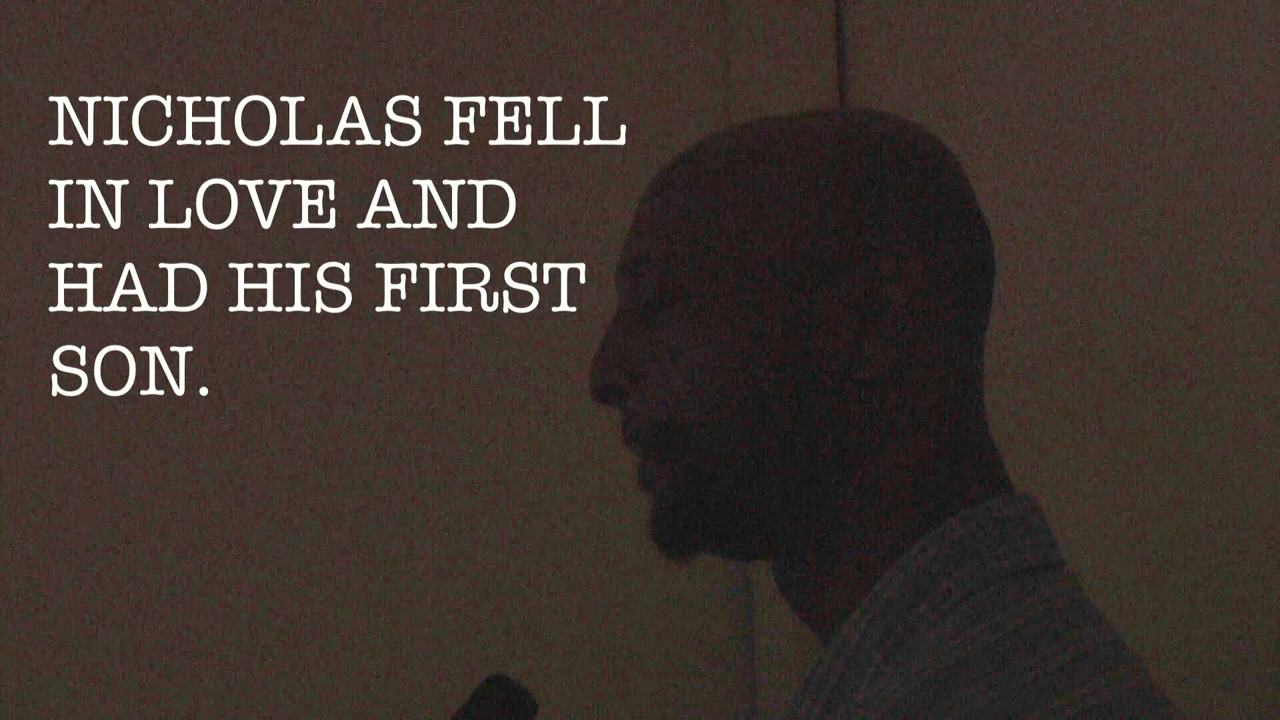 NICHOLAS FELL
IN LOVE AND
HAD HIS FIRST
SON.